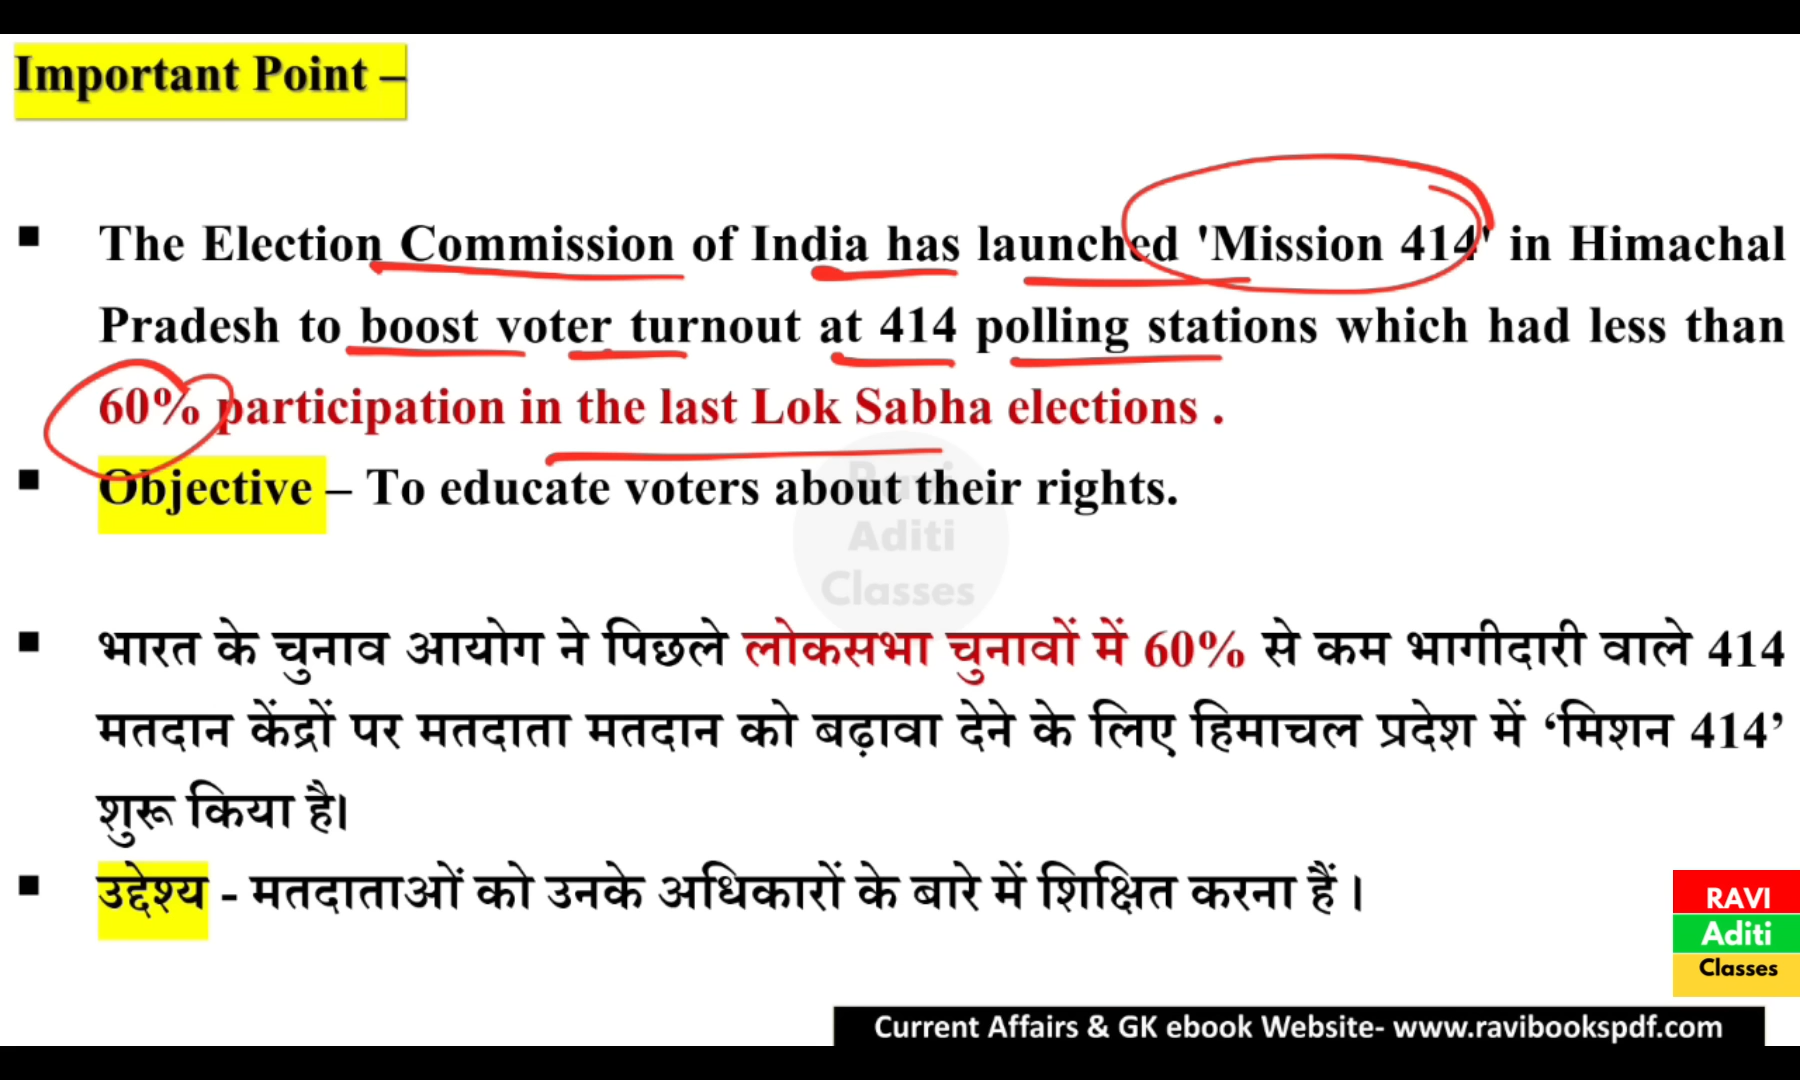 Important Point –
▪ The Election Commission of India has launched 'Mission 414' in Himachal
Pradesh to boost voter turnout at 414 polling stations which had less than
60% participation in the last Lok Sabha elections .
▪ Objective – To educate voters about their rights.
Ravi
Aditi
Classes
▪ भारत के चुनाव आयोग ने पिछले लोकसभा चुनावों में 60% से कम भागीदारी वाले 414
मतदान केंद्रों पर मतदाता मतदान को बढ़ावा देने के लिए हिमाचल प्रदेश में ‘मिशन 414’
शुरू किया है।
▪ उद्देश्य - मतदाताओं को उनके अधिकारों के बारे में शिक्षित करना हैं ।
RAVI
Aditi
Classes
Current Affairs & GK ebook Website- www.ravibookspdf.com